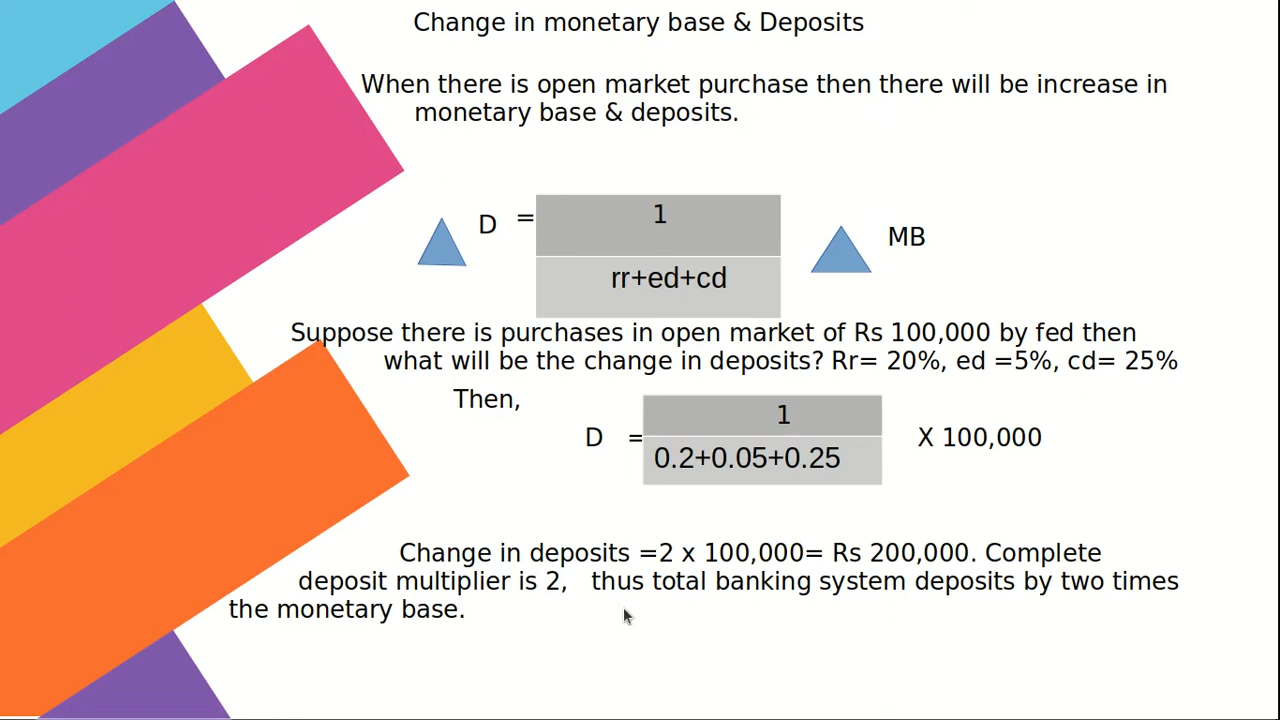 Change in monetary base & Deposits
When there is open market purchase then there will be increase in
monetary base & deposits.
D = 1 MB
rr+ed+cd
Suppose there is purchases in open market of Rs 100,000 by fed then
what will be the change in deposits? Rr= 20%, ed =5%, cd= 25%
Then,
D = 1 X 100,000
0.2+0.05+0.25
Change in deposits =2 x 100,000= Rs 200,000. Complete
deposit multiplier is 2, thus total banking system deposits by two times
the monetary base.